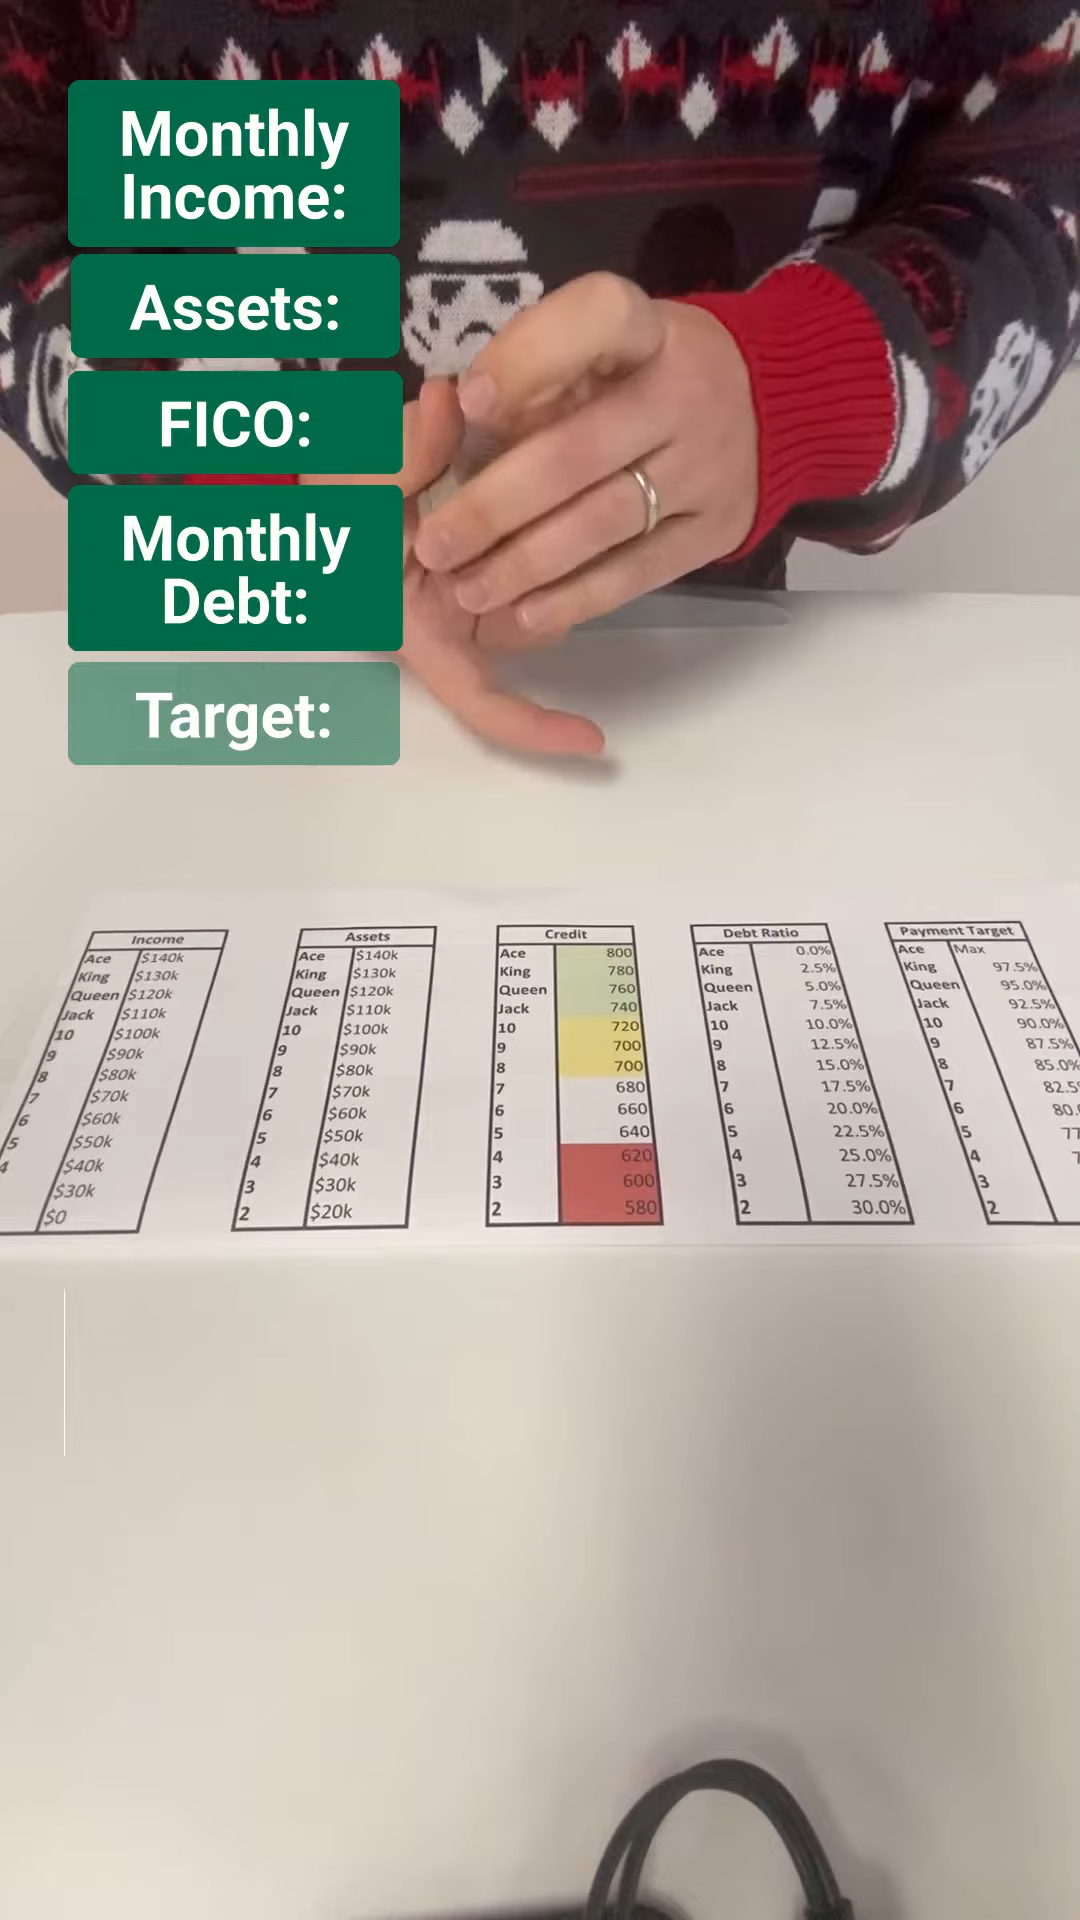 Monthly
Income:
Assets:
FICO:
Monthly
Debt:
Target:
Income
Ace $140k
King $130k
Queen $120k
Jack $110k
10 $100k
9 $90k
8 $80k
7 $70k
6 $60k
5 $50k
4 $40k
$30k
$0
Assets
Ace $140k
King $130k
Queen $120k
Jack $110k
10 $100k
9 $90k
8 $80k
7 $70k
6 $60k
5 $50k
4 $40k
3 $30k
2 $20k
Credit
Ace 800
King 780
Queen 760
Jack 740
10 720
9 700
8 700
7 680
6 660
5 640
4 620
3 600
2 580
Debt Ratio
Ace 0.0%
King 2.5%
Queen 5.0%
Jack 7.5%
10 10.0%
9 12.5%
8 15.0%
7 17.5%
6 20.0%
5 22.5%
4 25.0%
3 27.5%
2 30.0%
Payment Target
Ace Max
King 97.5%
Queen 95.0%
Jack 92.5%
10 90.0%
9 87.5%
8 85.0%
7 82.5
6 80.
5 77
4 7
3
2